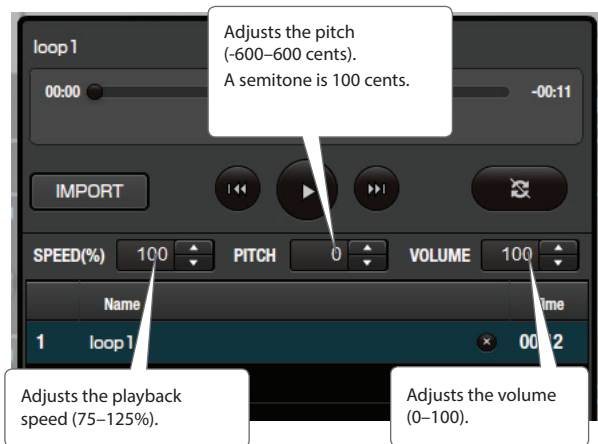 loop1
Adjusts the pitch
(-600–600 cents).
A semitone is 100 cents.
00:00 -00:11
IMPORT
SPEED(%) 100 PITCH 0 VOLUME 100
Name
1 loop1
Adjusts the playback
speed (75–125%).
Adjusts the volume
(0–100).